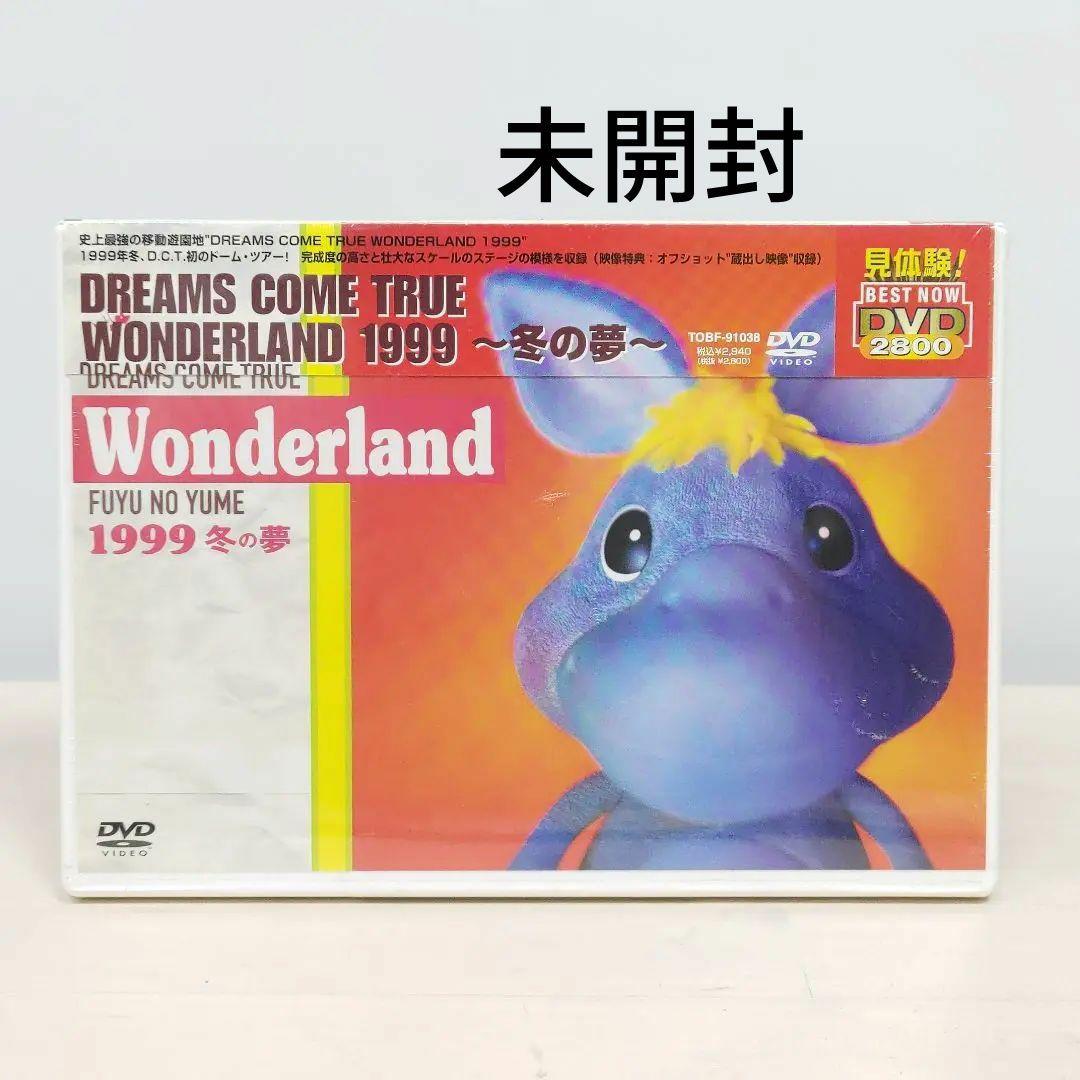 未開封
史上最強の移動遊園地"DREAMS COME TRUE WONDERLAND 1999"
1999年冬、D.C.T.初のドーム・ツアー! 完成度の高さと壮大なスケールのステージの模様を収録(映像特典:オフショット"蔵出し映像"収録)
DREAMS COME TRUE
WONDERLAND 1999 〜冬の夢〜
TOBF-91038
税込¥2,940
(税抜 ¥2,800)
DVD
VIDEO
見体験!
BEST NOW
DVD
2800
DREAMS COME TRUE
Wonderland
FUYU NO YUME
1999 冬の夢
DVD
VIDEO